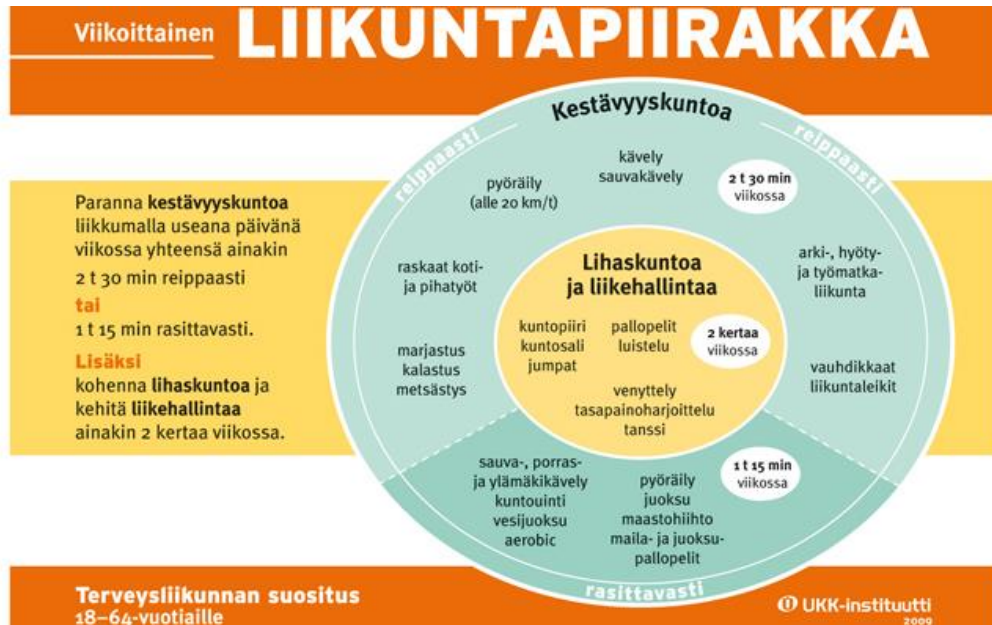 Viikoittainen LIIKUNTAPIIRAKKA
Paranna kestävyyskuntoa
liikkumalla useana päivänä
viikossa yhteensä ainakin
2 t 30 min reippaasti
tai
1 t 15 min rasittavasti.
Lisäksi
kohenna lihaskuntoa ja
kehitä liikehallintaa
ainakin 2 kertaa viikossa.
Kestävyyskuntoa
reippaasti
reippaasti
kävely
sauvakävely
2 t 30 min
viikossa
pyöräily
(alle 20 km/t)
raskaat koti-
ja pihatyöt
marjastus
kalastus
metsästys
arki-, hyöty-
ja työmatka-
liikunta
vauhdikkaat
liikuntaleikit
Lihaskuntoa
ja liikehallintaa
kuntopiiri
kuntosali
jumpat
pallopelit
luistelu
2 kertaa
viikossa
venyttely
tasapainoharjoittelu
tanssi
sauva-, porras-
ja ylämäkikävely
kuntouinti
vesijuoksu
aerobic
pyöräily
juoksu
maastohiihto
maila- ja juoksu-
pallopelit
1 t 15 min
viikossa
rasittavasti
Terveysliikunnan suositus
18–64-vuotiaille
UKK-instituutti
2009